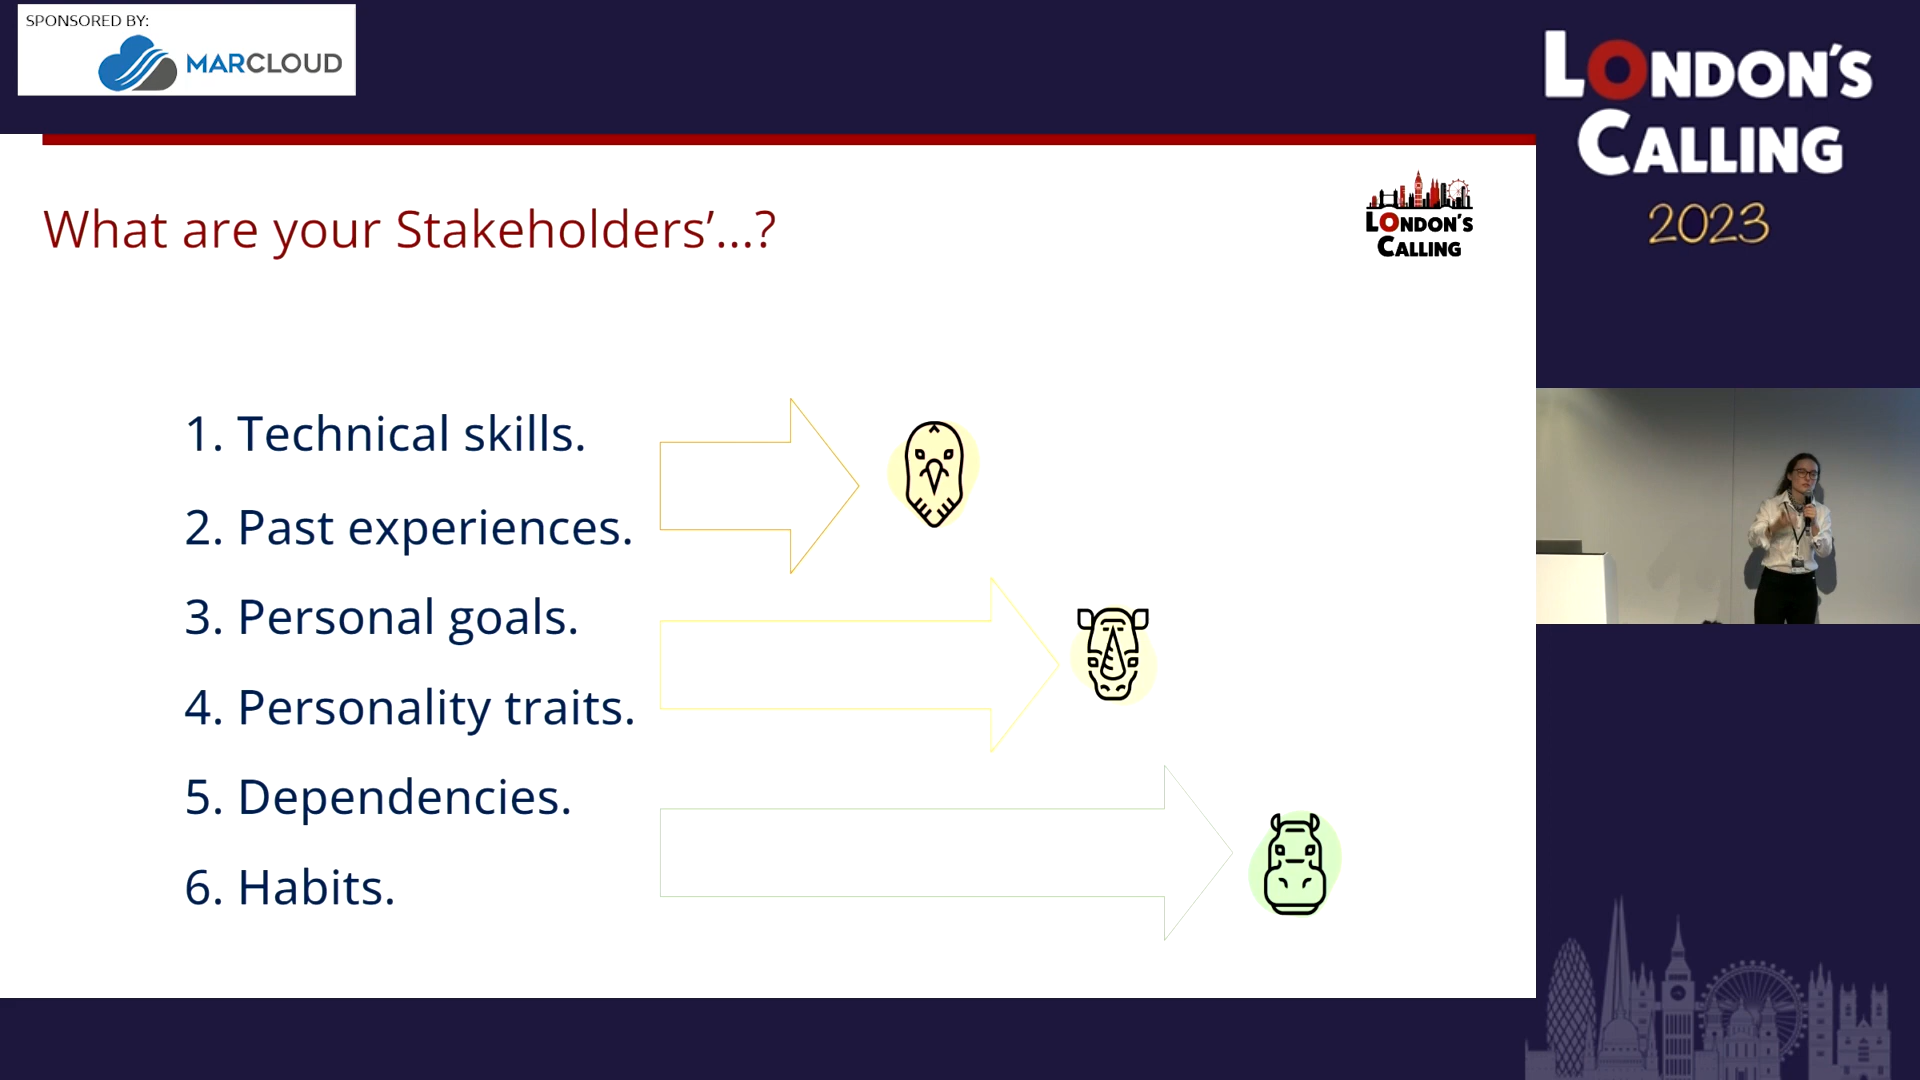 SPONSORED BY:
MARCLOUD
LONDON'S
CALLING
2023
What are your Stakeholders’...?
LONDON'S
CALLING
1. Technical skills.
2. Past experiences.
3. Personal goals.
4. Personality traits.
5. Dependencies.
6. Habits.